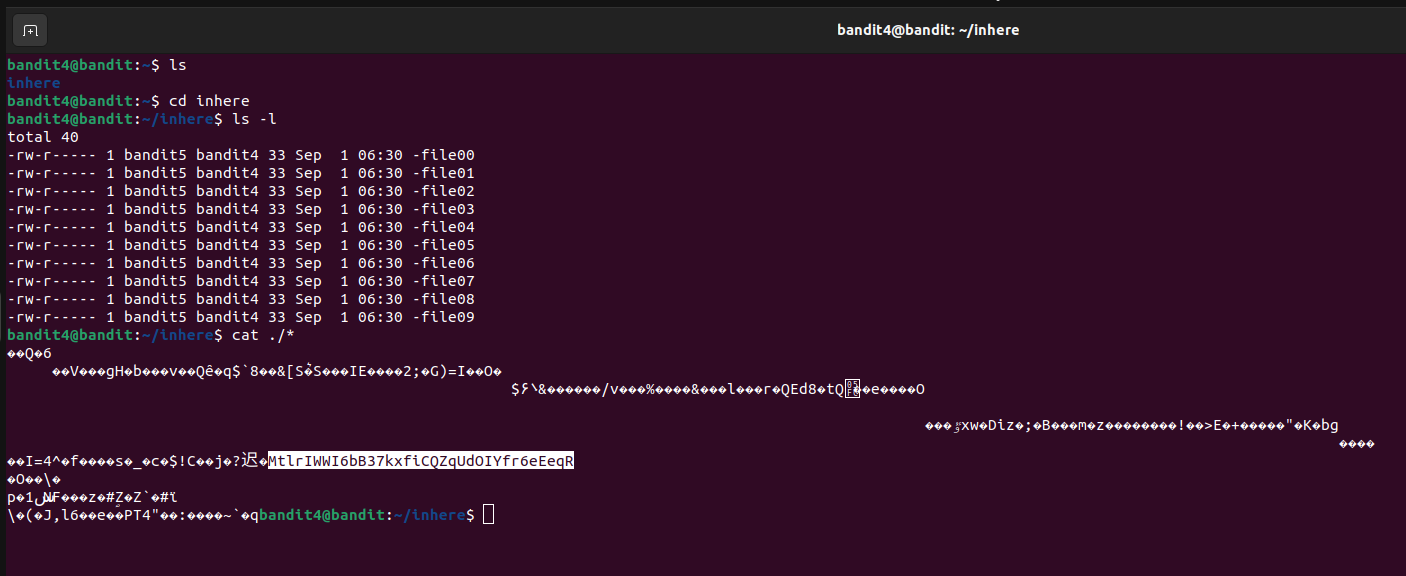 bandit4@bandit: ~/inhere
bandit4@bandit:~$ ls
inhere
bandit4@bandit:~$ cd inhere
bandit4@bandit:~/inhere$ ls -l
total 40
-rw-r----- 1 bandit5 bandit4 33 Sep  1 06:30 -file00
-rw-r----- 1 bandit5 bandit4 33 Sep  1 06:30 -file01
-rw-r----- 1 bandit5 bandit4 33 Sep  1 06:30 -file02
-rw-r----- 1 bandit5 bandit4 33 Sep  1 06:30 -file03
-rw-r----- 1 bandit5 bandit4 33 Sep  1 06:30 -file04
-rw-r----- 1 bandit5 bandit4 33 Sep  1 06:30 -file05
-rw-r----- 1 bandit5 bandit4 33 Sep  1 06:30 -file06
-rw-r----- 1 bandit5 bandit4 33 Sep  1 06:30 -file07
-rw-r----- 1 bandit5 bandit4 33 Sep  1 06:30 -file08
-rw-r----- 1 bandit5 bandit4 33 Sep  1 06:30 -file09
bandit4@bandit:~/inhere$ cat ./*
��Q�6
��V���gH�b���v��Qê�q$`8��&[S�S���IE����2;�G)=I��O�
&������/v���%����&���l���r�QEd8�tQ�e����O
xw�Diz�;�B���m�z��������!��>E�+�����"�K�bg
����
��I=4^�f����s�_�c�$!C��j�?迟�MtlrIWWI6bB37kxfiCQZqUdOIYfr6eEeqR
�O��\�
p�1F���z�#Z�Z`�#
\�(�J,l6��e��PT4"��:����~`�qbandit4@bandit:~/inhere$